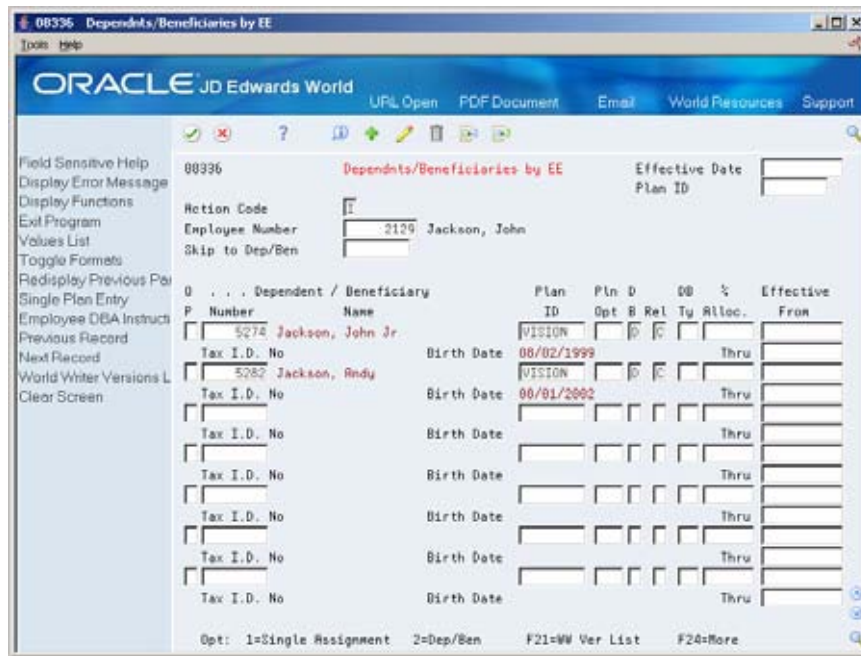 08336 Dependnts/Beneficiaries by EE
Tools Help
ORACLE JD Edwards World
URL Open PDF Document Email World Resources Support
Field Sensitive Help
Display Error Message
Display Functions
Exit Program
Values List
Toggle Formats
Redisplay Previous Par
Single Plan Entry
Employee DBA Instructi
Previous Record
Next Record
World Writer Versions L
Clear Screen
08336 Dependnts/Beneficiaries by EE Effective Date
Plan ID
Action Code I
Employee Number 2129 Jackson, John
Skip to Dep/Ben
O . . . Dependent / Beneficiary Plan Pln D DB % Effective
P Number Name ID Opt B Rel Ty Alloc. From
5274 Jackson, John Jr VISION D C
Tax I.D. No Birth Date 08/02/1999 Thru
5282 Jackson, Andy VISION D C
Tax I.D. No Birth Date 08/01/2002 Thru
Tax I.D. No Birth Date Thru
Tax I.D. No Birth Date Thru
Tax I.D. No Birth Date Thru
Tax I.D. No Birth Date Thru
Tax I.D. No Birth Date Thru
Opt: 1=Single Assignment 2=Dep/Ben F21=WW Ver List F24=More